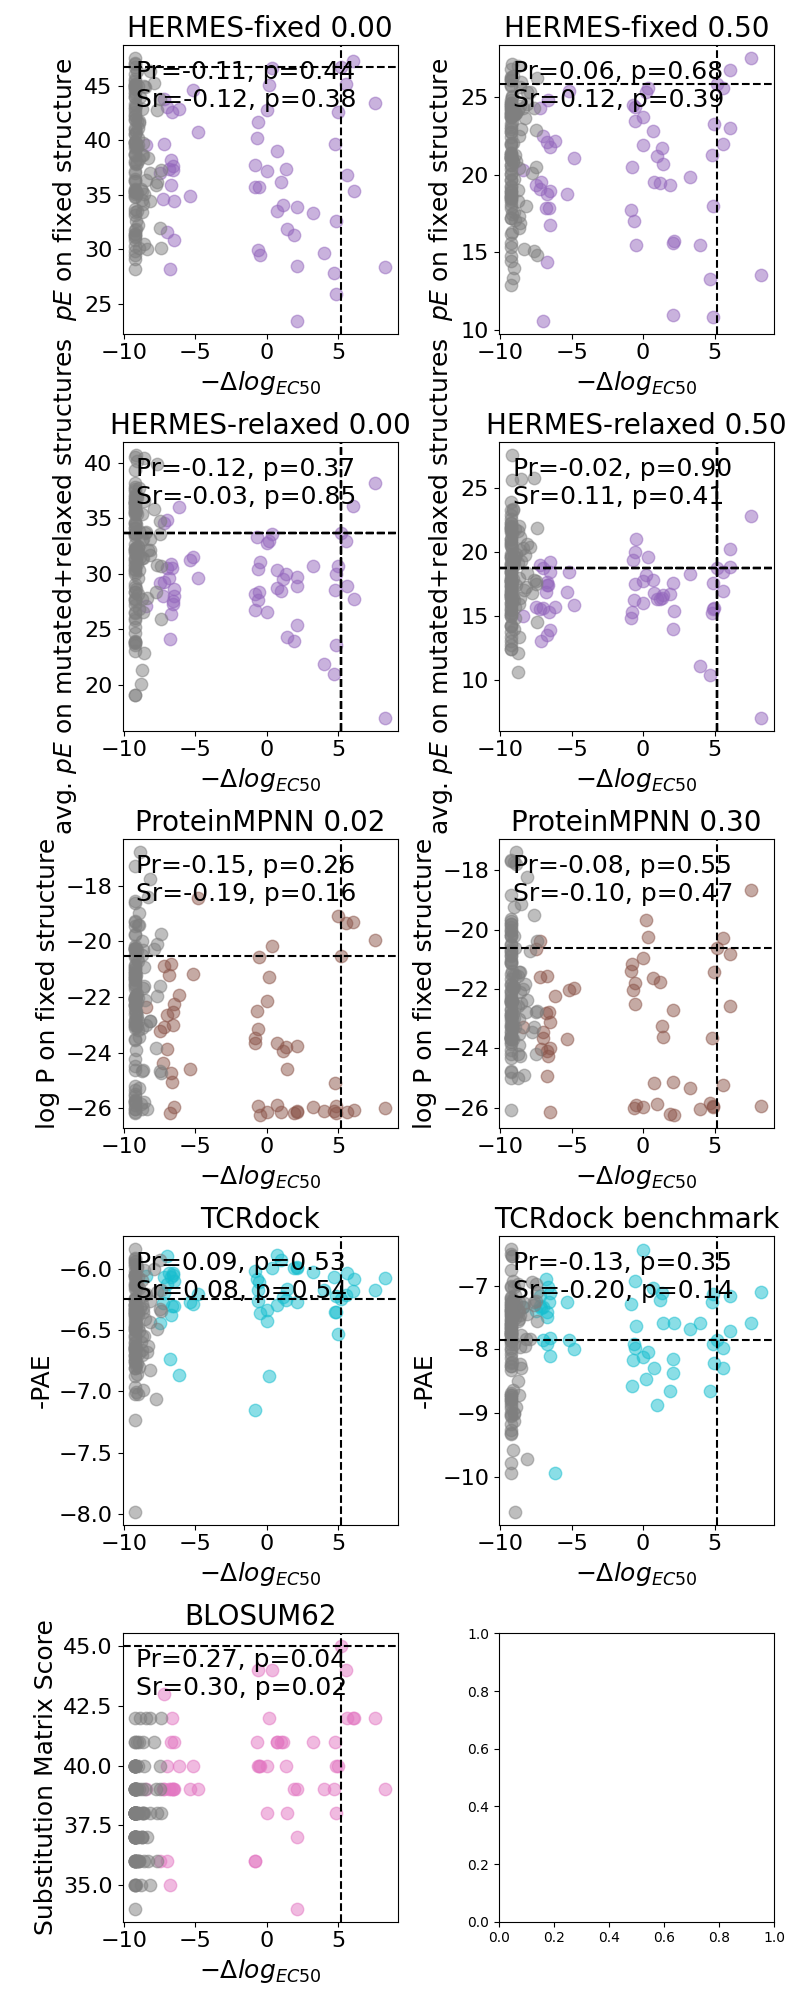 HERMES-fixed 0.00
Pr=-0.11, p=0.44
Sr=-0.12, p=0.38
pE on fixed structure
45
40
35
30
25
−10 −5 0 5
−Δlog_EC50
HERMES-fixed 0.50
Pr=0.06, p=0.68
Sr=0.12, p=0.39
pE on fixed structure
25
20
15
10
−10 −5 0 5
−Δlog_EC50
HERMES-relaxed 0.00
Pr=-0.12, p=0.37
Sr=-0.03, p=0.85
avg. pE on mutated+relaxed structures
40
35
30
25
20
−10 −5 0 5
−Δlog_EC50
HERMES-relaxed 0.50
Pr=-0.02, p=0.90
Sr=0.11, p=0.41
avg. pE on mutated+relaxed structures
25
20
15
10
−10 −5 0 5
−Δlog_EC50
ProteinMPNN 0.02
Pr=-0.15, p=0.26
Sr=-0.19, p=0.16
log P on fixed structure
−18
−20
−22
−24
−26
−10 −5 0 5
−Δlog_EC50
ProteinMPNN 0.30
Pr=-0.08, p=0.55
Sr=-0.10, p=0.47
log P on fixed structure
−18
−20
−22
−24
−26
−10 −5 0 5
−Δlog_EC50
TCRdock
Pr=0.09, p=0.53
Sr=0.08, p=0.54
-PAE
−6.0
−6.5
−7.0
−7.5
−8.0
−10 −5 0 5
−Δlog_EC50
TCRdock benchmark
Pr=-0.13, p=0.35
Sr=-0.20, p=0.14
-PAE
−7
−8
−9
−10
−10 −5 0 5
−Δlog_EC50
BLOSUM62
Pr=0.27, p=0.04
Sr=0.30, p=0.02
Substitution Matrix Score
45.0
42.5
40.0
37.5
35.0
−10 −5 0 5
−Δlog_EC50
1.0
0.8
0.6
0.4
0.2
0.0
0.0 0.2 0.4 0.6 0.8 1.0